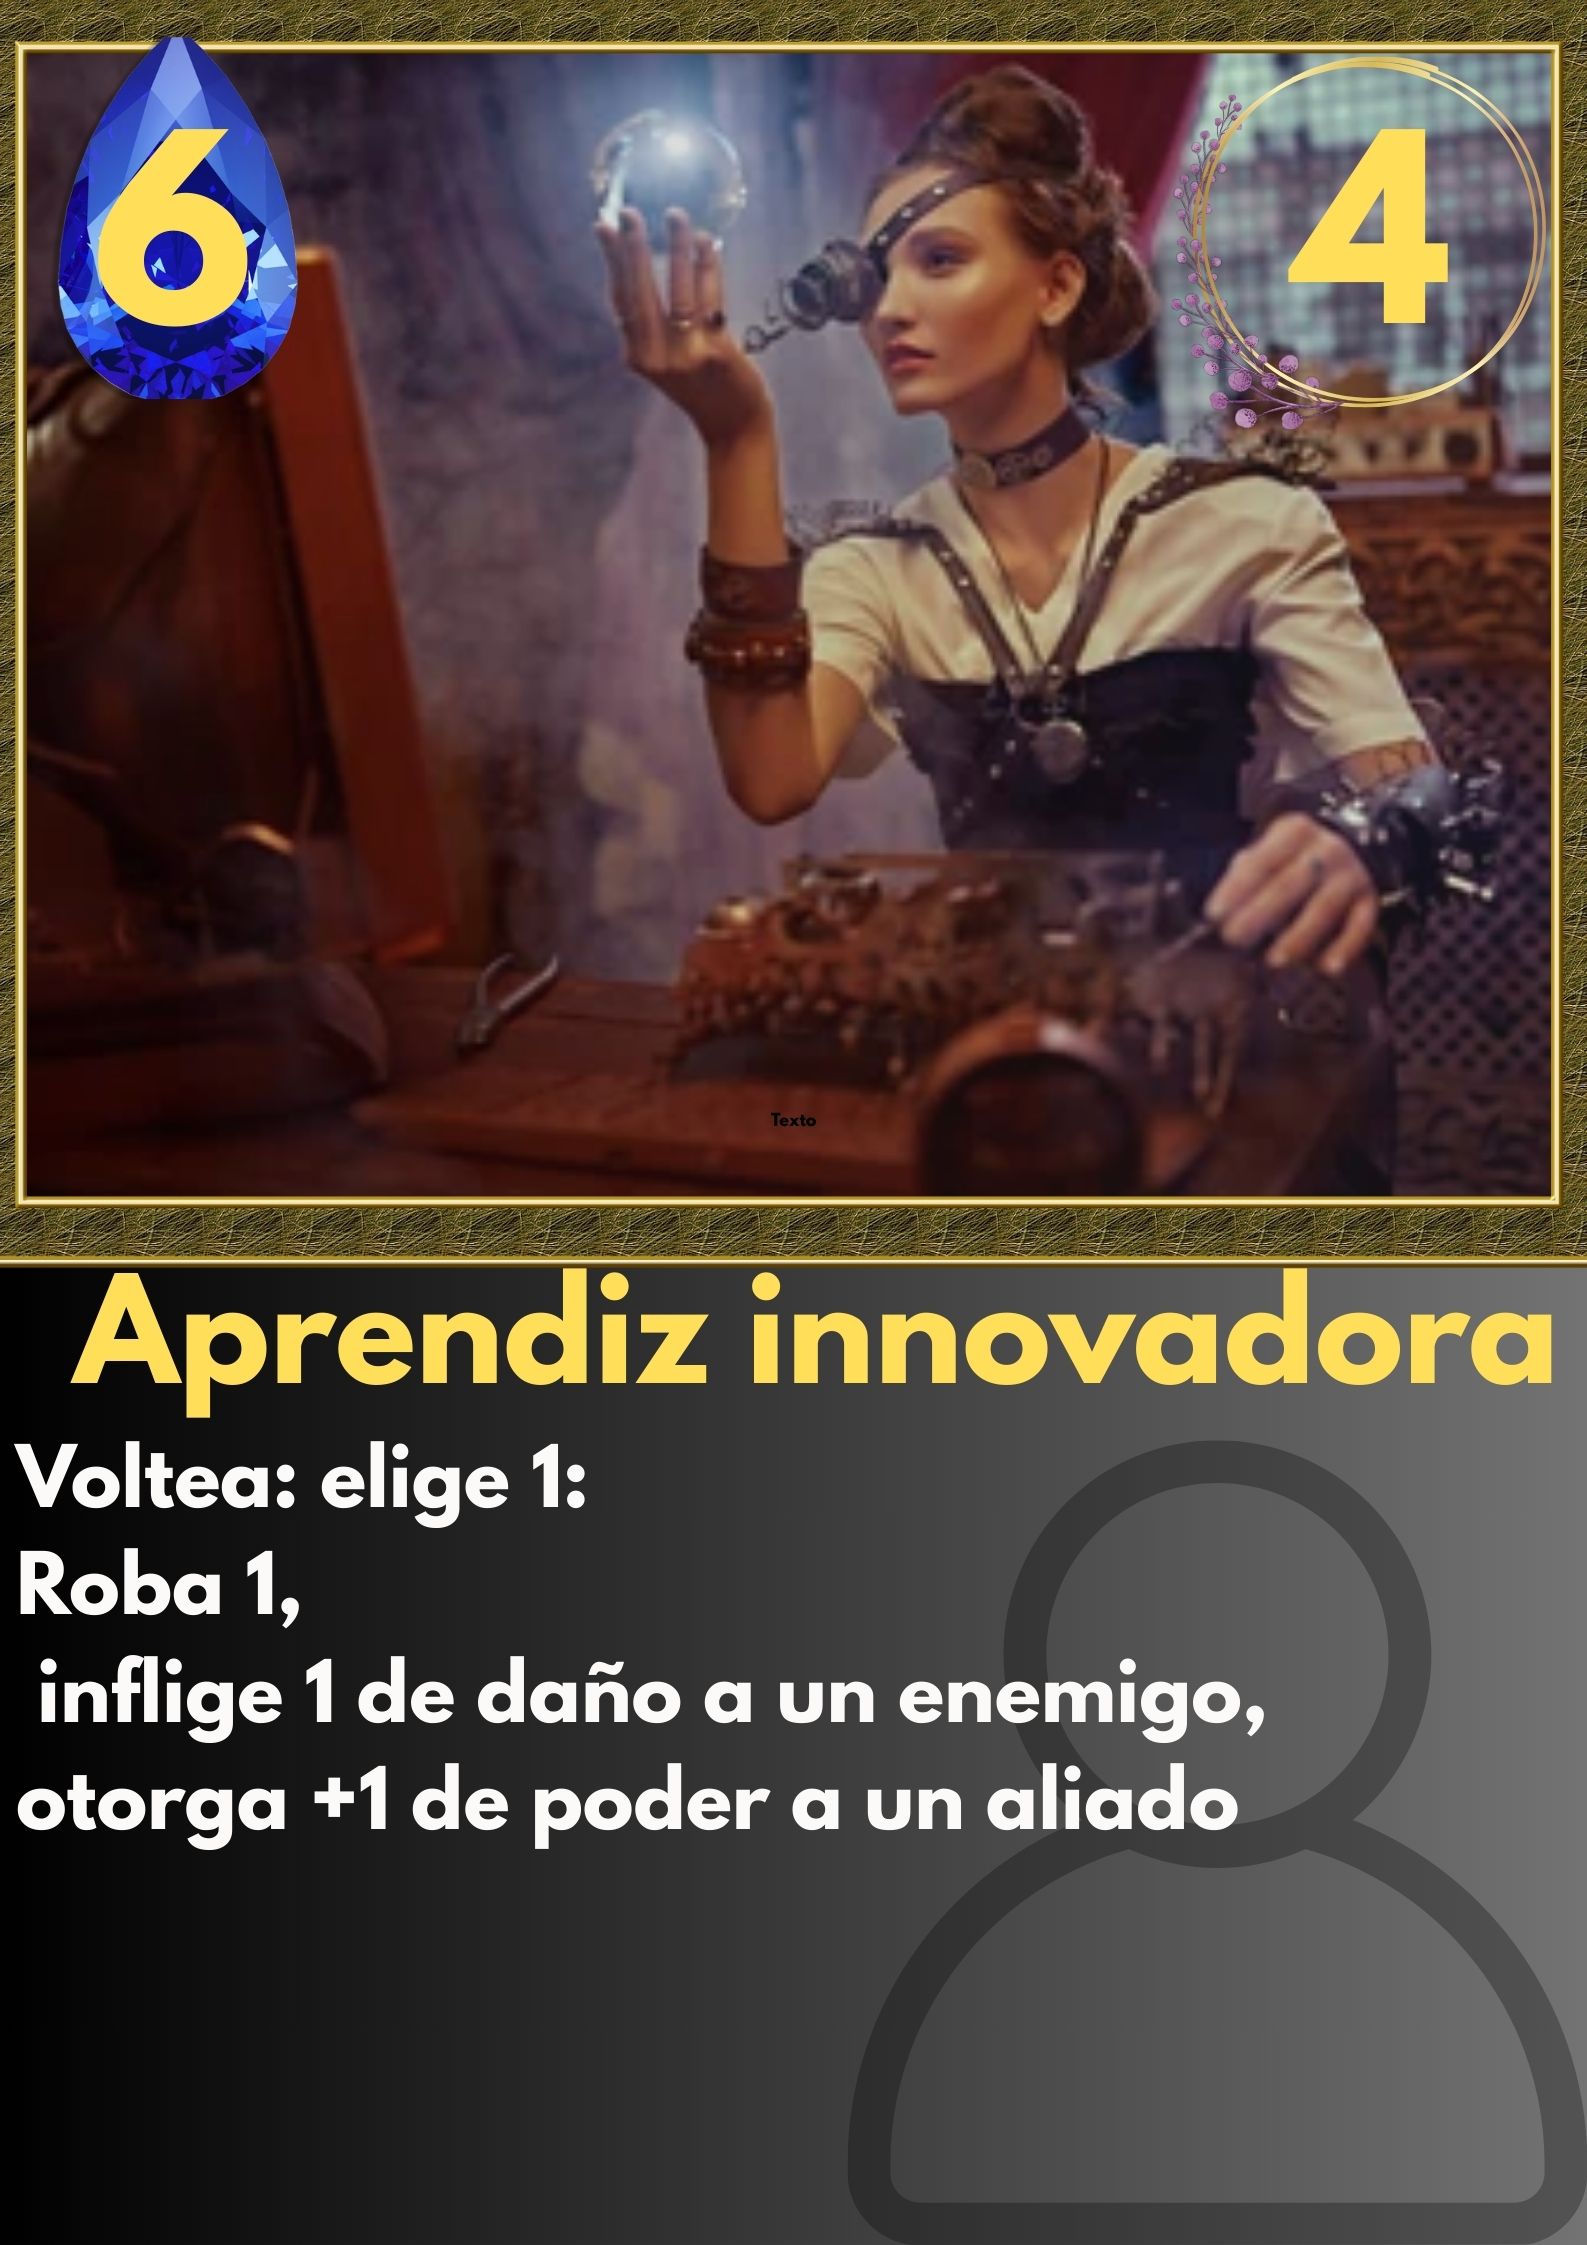 6
4
Texto
Aprendiz innovadora
Voltea: elige 1:
Roba 1,
inflige 1 de daño a un enemigo,
otorga +1 de poder a un aliado